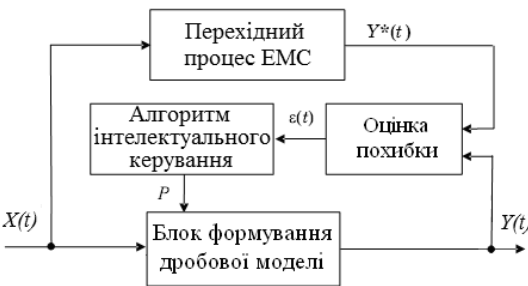 Перехідний
процес ЕМС
Y*(t)
Алгоритм
інтелектуального
керування
ε(t)
Оцінка
похибки
P
X(t)
Блок формування
дробової моделі
Y(t)